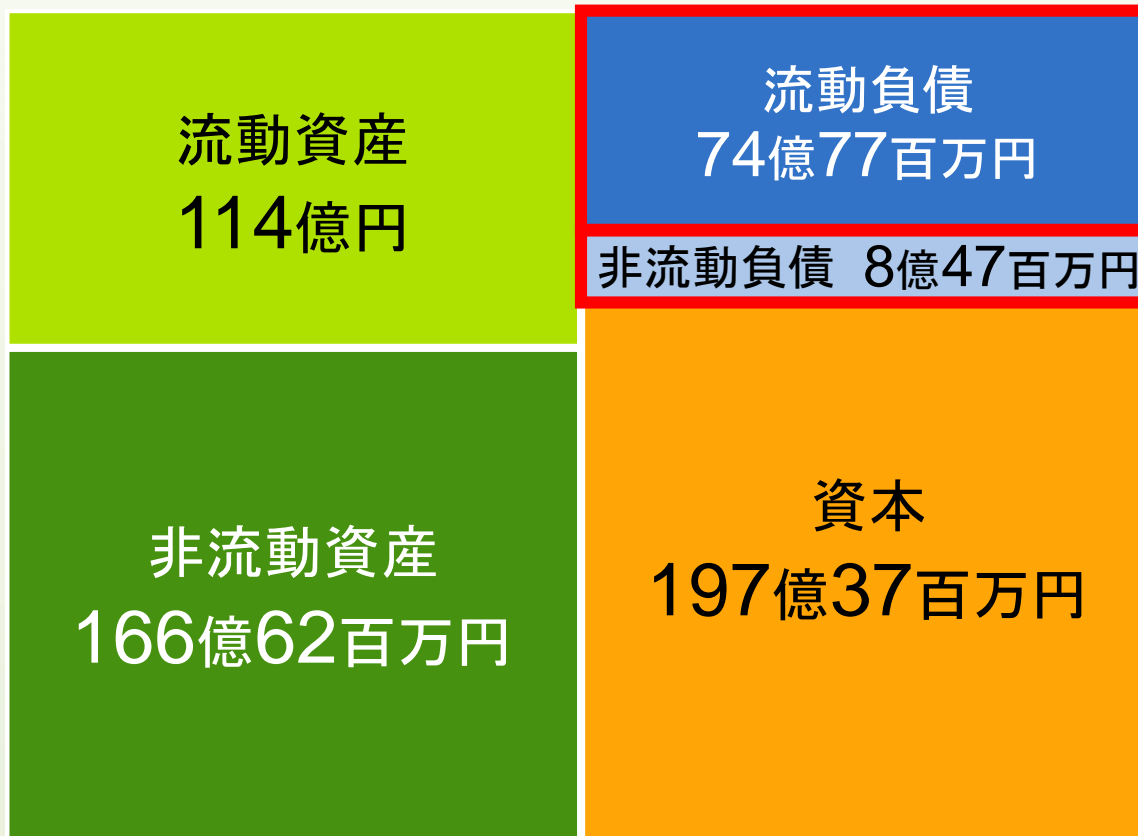 流動資産
114億円
非流動資産
166億62百万円
流動負債
74億77百万円
非流動負債 8億47百万円
資本
197億37百万円